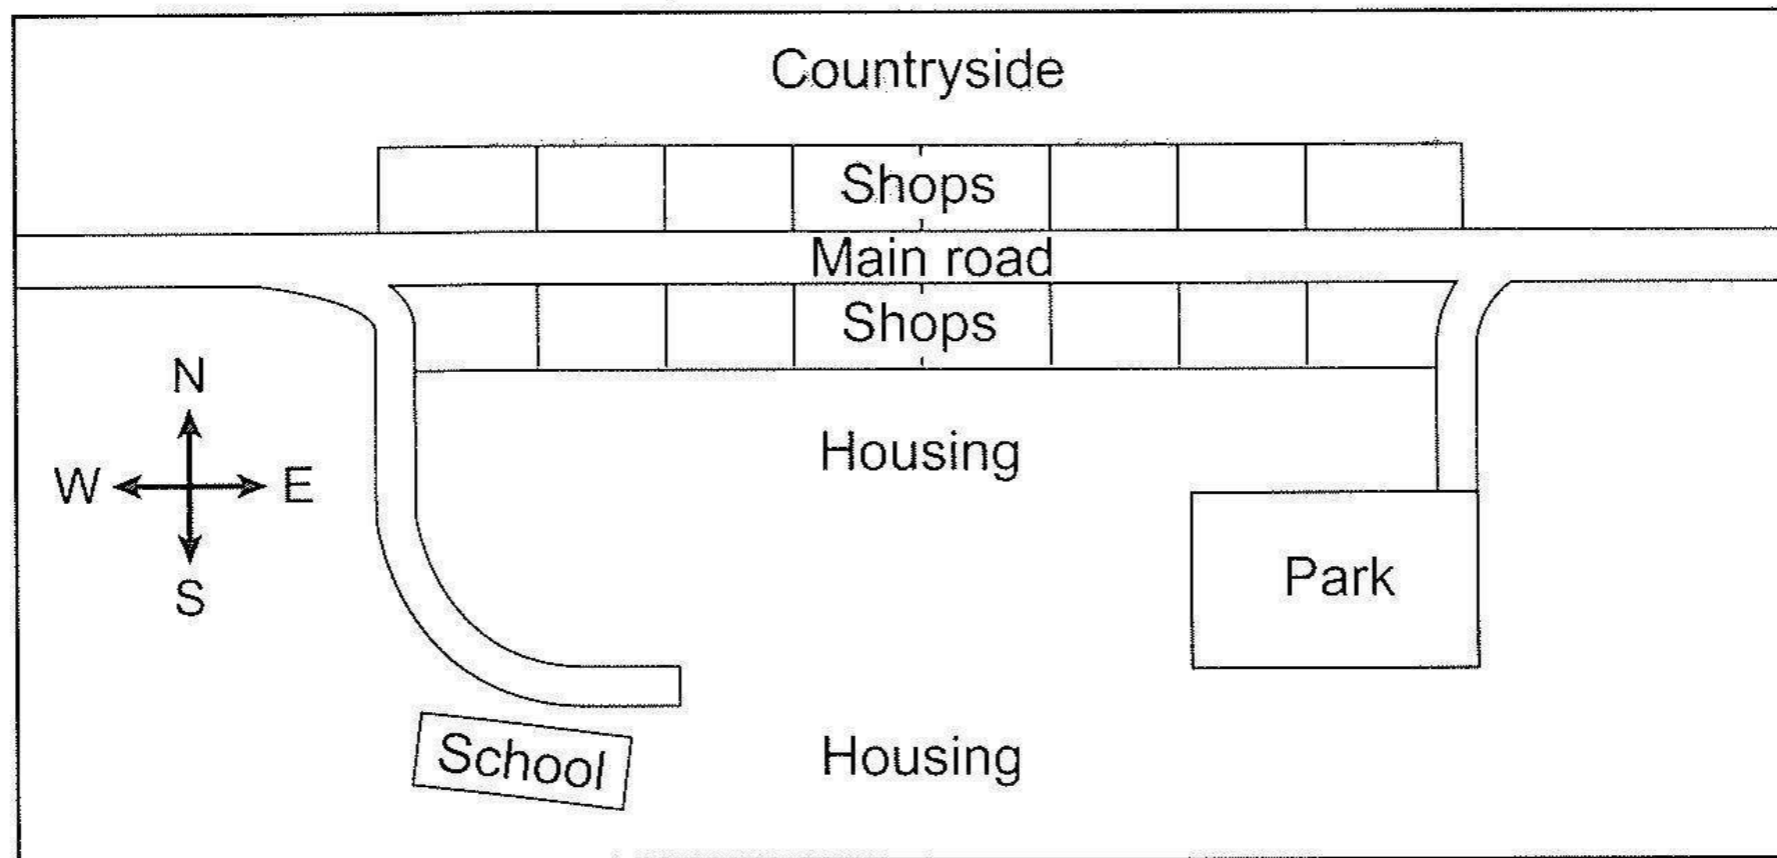 Countryside
Shops
Main road
Shops
N
W E
S
Housing
Park
School
Housing